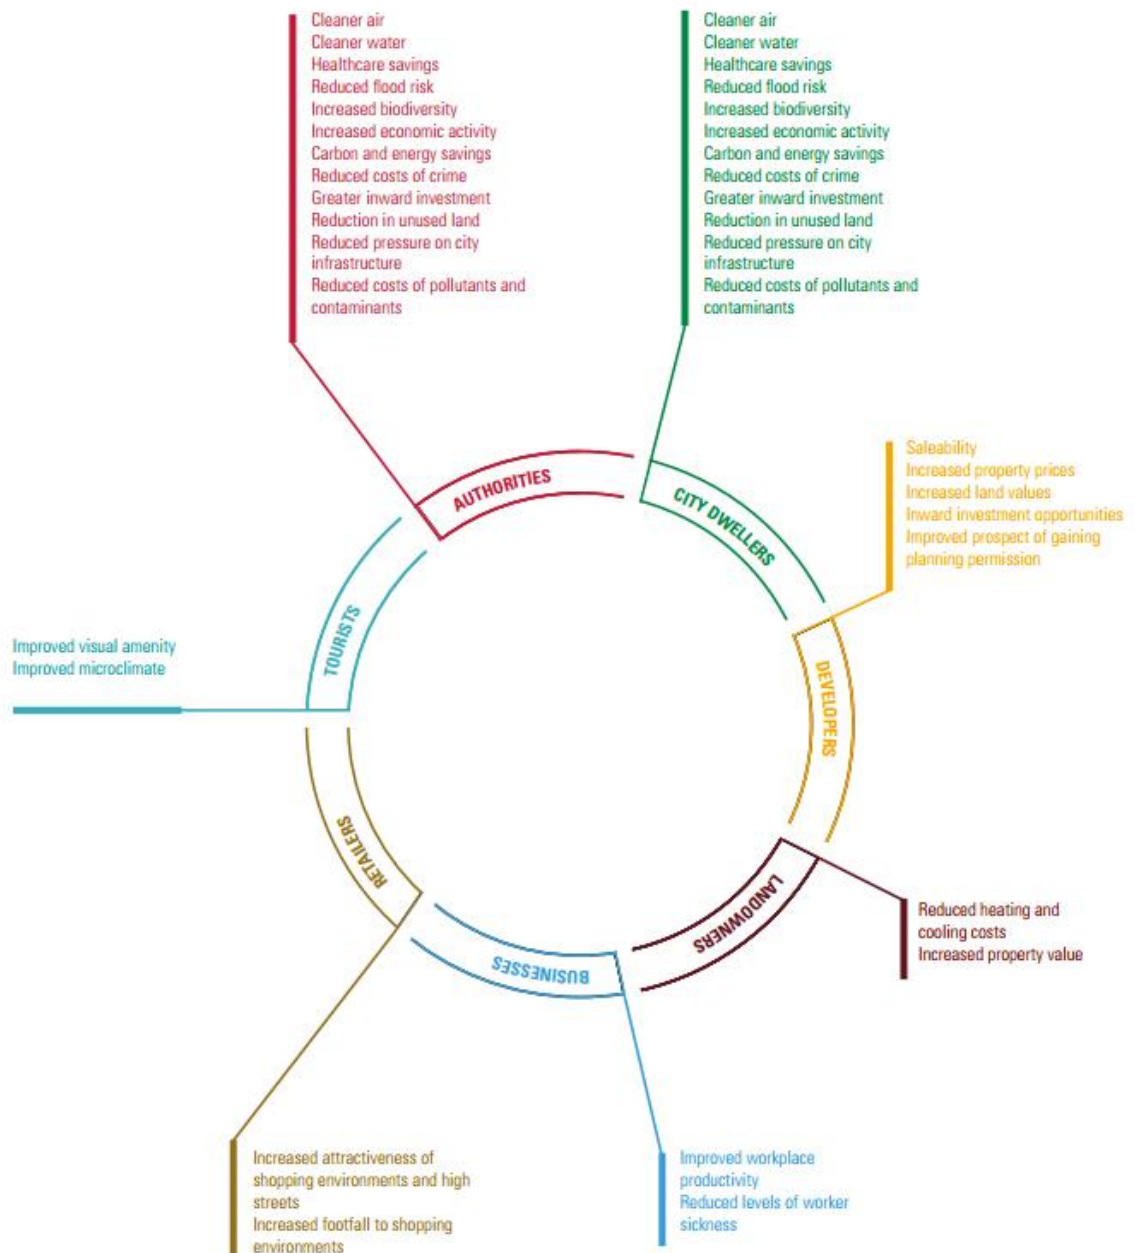 Cleaner air
Cleaner water
Healthcare savings
Reduced flood risk
Increased biodiversity
Increased economic activity
Carbon and energy savings
Reduced costs of crime
Greater inward investment
Reduction in unused land
Reduced pressure on city
infrastructure
Reduced costs of pollutants and
contaminants
Cleaner air
Cleaner water
Healthcare savings
Reduced flood risk
Increased biodiversity
Increased economic activity
Carbon and energy savings
Reduced costs of crime
Greater inward investment
Reduction in unused land
Reduced pressure on city
infrastructure
Reduced costs of pollutants and
contaminants
Saleability
Increased property prices
Increased land values
Inward investment opportunities
Improved prospect of gaining
planning permission
AUTHORITIES
CITY DWELLERS
TOURISTS
DEVELOPERS
Improved visual amenity
Improved microclimate
RETAILERS
LANDOWNERS
BUSINESSES
Reduced heating and
cooling costs
Increased property value
Increased attractiveness of
shopping environments and high
streets
Increased footfall to shopping
environments
Improved workplace
productivity
Reduced levels of worker
sickness